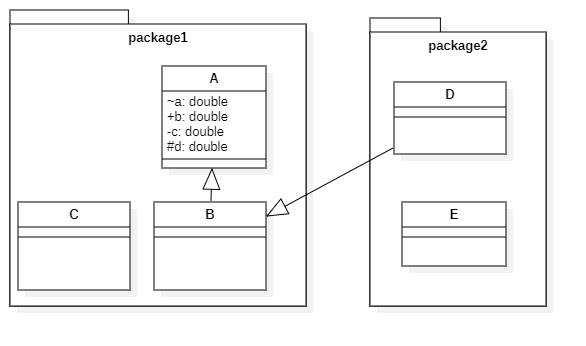 package1
A
~a: double
+b: double
-c: double
#d: double
C
B
package2
D
E